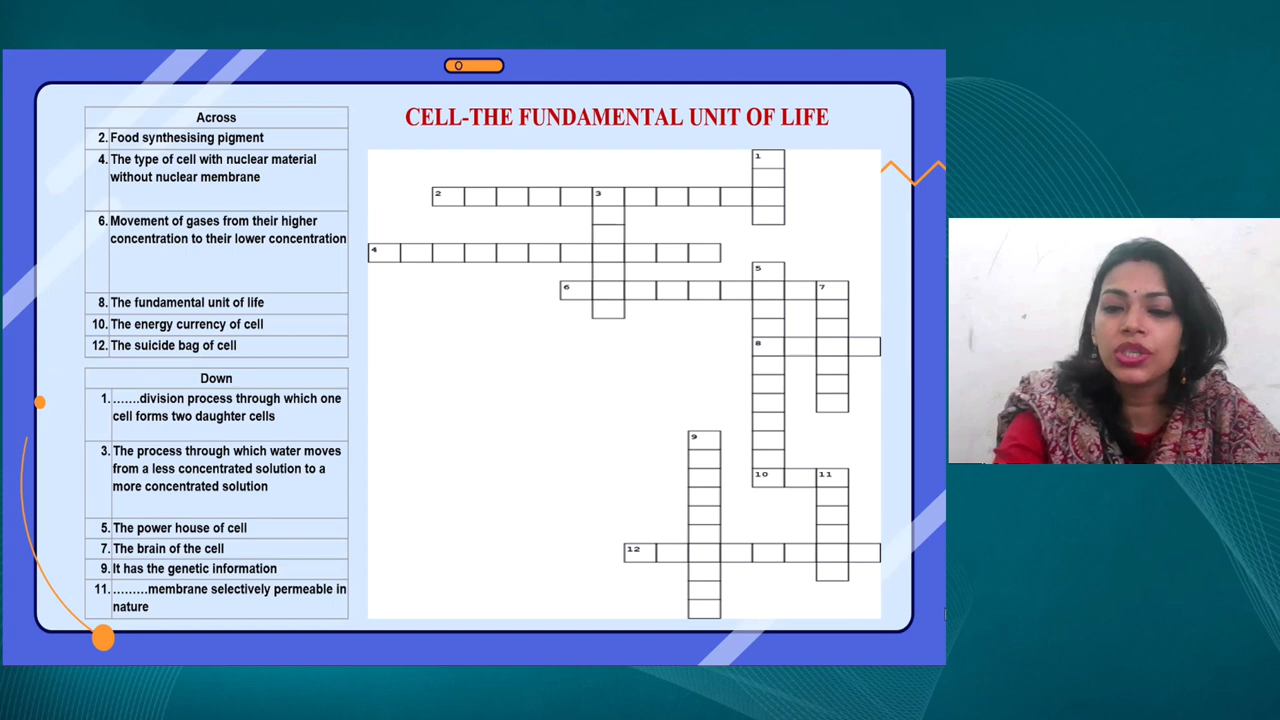 CELL-THE FUNDAMENTAL UNIT OF LIFE
Across
2. Food synthesising pigment
4. The type of cell with nuclear material
without nuclear membrane
6. Movement of gases from their higher
concentration to their lower concentration
8. The fundamental unit of life
10. The energy currency of cell
12. The suicide bag of cell
Down
1. .......division process through which one
cell forms two daughter cells
3. The process through which water moves
from a less concentrated solution to a
more concentrated solution
5. The power house of cell
7. The brain of the cell
9. It has the genetic information
11. .........membrane selectively permeable in
nature
1
2 3
4
5
6 7
8
9
10 11
12